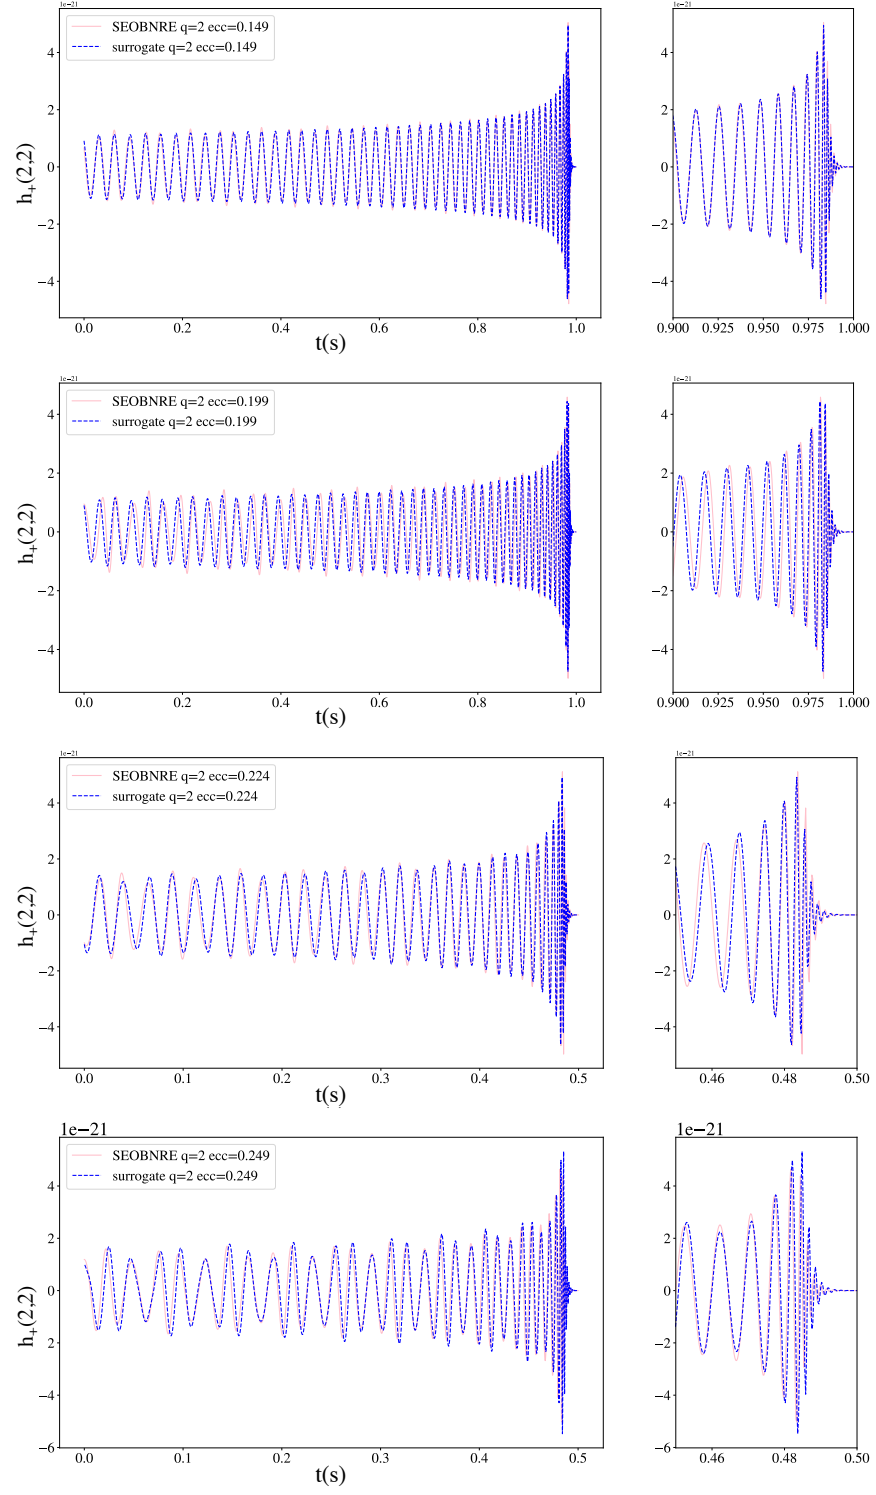 1e−21
SEOBNRE q=2 ecc=0.149
surrogate q=2 ecc=0.149
h+(2,2)
4
2
0
−2
−4
0.0 0.2 0.4 0.6 0.8 1.0
t(s)
1e−21
4
2
0
−2
−4
0.900 0.925 0.950 0.975 1.000
1e−21
SEOBNRE q=2 ecc=0.199
surrogate q=2 ecc=0.199
h+(2,2)
4
2
0
−2
−4
0.0 0.2 0.4 0.6 0.8 1.0
t(s)
1e−21
4
2
0
−2
−4
0.900 0.925 0.950 0.975 1.000
1e−21
SEOBNRE q=2 ecc=0.224
surrogate q=2 ecc=0.224
h+(2,2)
4
2
0
−2
−4
0.0 0.1 0.2 0.3 0.4 0.5
t(s)
1e−21
4
2
0
−2
−4
0.46 0.48 0.50
1e−21
SEOBNRE q=2 ecc=0.249
surrogate q=2 ecc=0.249
h+(2,2)
4
2
0
2
−4
−6
0.0 0.1 0.2 0.3 0.4 0.5
t(s)
1e−21
4
2
0
−2
−4
−6
0.46 0.48 0.50